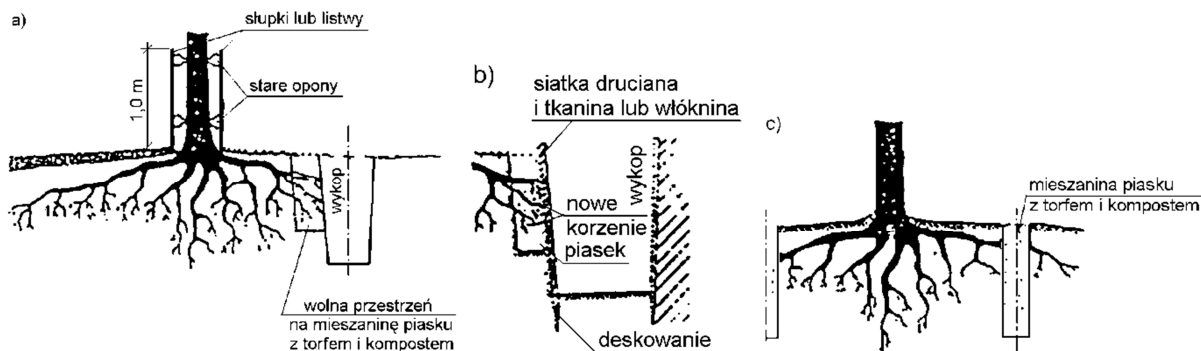 a)
słupki lub listwy
1,0 m
stare opony
wykop
wolna przestrzeń
na mieszaninę piasku
z torfem i kompostem
b)
siatka druciana
i tkanina lub włóknina
wykop
nowe
korzenie
piasek
deskowanie
c)
mieszanina piasku
z torfem i kompostem